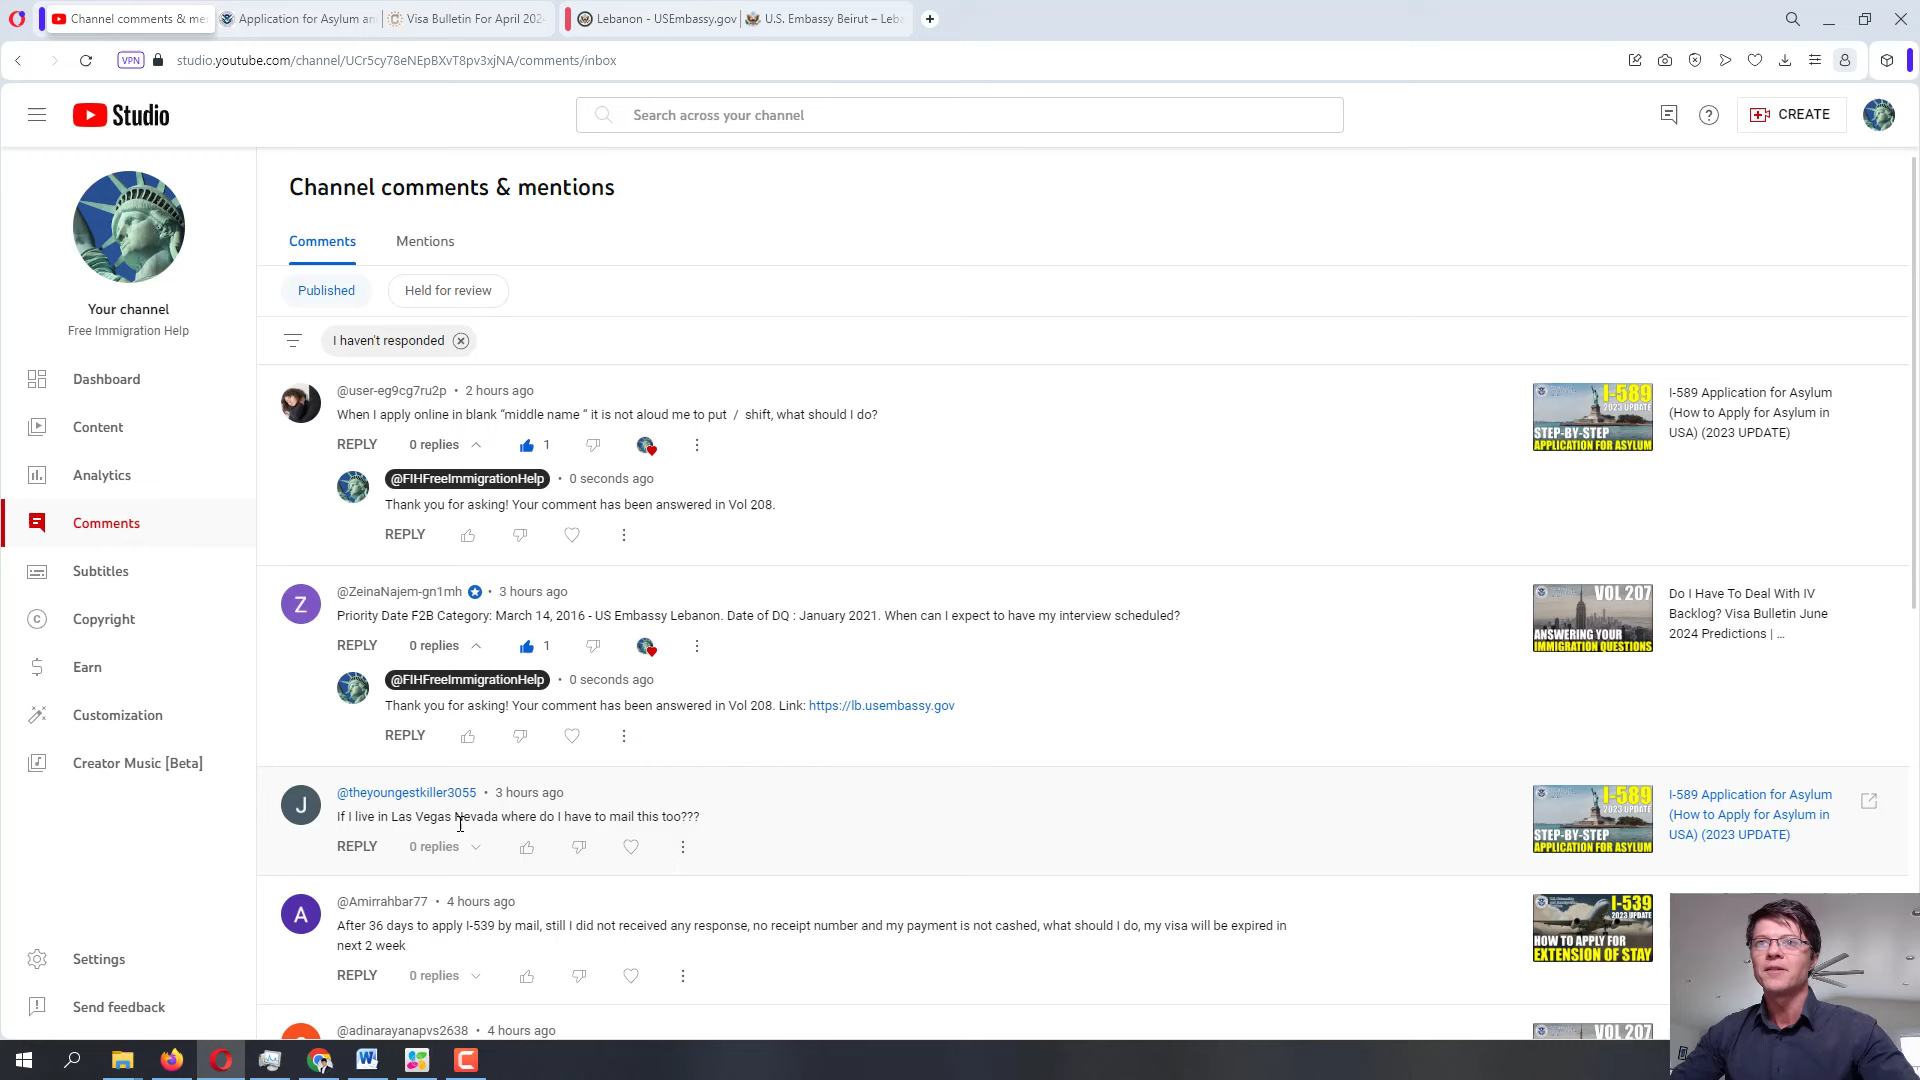 Channel comments & me
Application for Asylum an
Visa Bulletin For April 202
Lebanon - USEmbassy.gov
U.S. Embassy Beirut – Leb
VPN
studio.youtube.com/channel/UCr5cy78eNEpBXvT8pv3xjNA/comments/inbox
Studio
Search across your channel
CREATE
Your channel
Free Immigration Help
Dashboard
Content
Analytics
Comments
Subtitles
Copyright
Earn
Customization
Creator Music [Beta]
Settings
Send feedback
Channel comments & mentions
Comments
Mentions
Published
Held for review
I haven't responded
@user-eg9cg7ru2p • 2 hours ago
When I apply online in blank “middle name “ it is not aloud me to put / shift, what should I do?
REPLY 0 replies 1
@FIHFreeImmigrationHelp • 0 seconds ago
Thank you for asking! Your comment has been answered in Vol 208.
REPLY
I-589
2023 UPDATE
STEP-BY-STEP
APPLICATION FOR ASYLUM
I-589 Application for Asylum
(How to Apply for Asylum in
USA) (2023 UPDATE)
Z
@ZeinaNajem-gn1mh • 3 hours ago
Priority Date F2B Category: March 14, 2016 - US Embassy Lebanon. Date of DQ : January 2021. When can I expect to have my interview scheduled?
REPLY 0 replies 1
@FIHFreeImmigrationHelp • 0 seconds ago
Thank you for asking! Your comment has been answered in Vol 208. Link: https://lb.usembassy.gov
REPLY
VOL 207
ANSWERING YOUR
IMMIGRATION QUESTIONS
Do I Have To Deal With IV
Backlog? Visa Bulletin June
2024 Predictions | ...
J
@theyoungestkiller3055 • 3 hours ago
If I live in Las Vegas Nevada where do I have to mail this too???
REPLY 0 replies
I-589
2023 UPDATE
STEP-BY-STEP
APPLICATION FOR ASYLUM
I-589 Application for Asylum
(How to Apply for Asylum in
USA) (2023 UPDATE)
A
@Amirrahbar77 • 4 hours ago
After 36 days to apply I-539 by mail, still I did not received any response, no receipt number and my payment is not cashed, what should I do, my visa will be expired in
next 2 week
REPLY 0 replies
I-539
2023 UPDATE
HOW TO APPLY FOR
EXTENSION OF STAY
@adinarayanapvs2638 • 4 hours ago
VOL 207